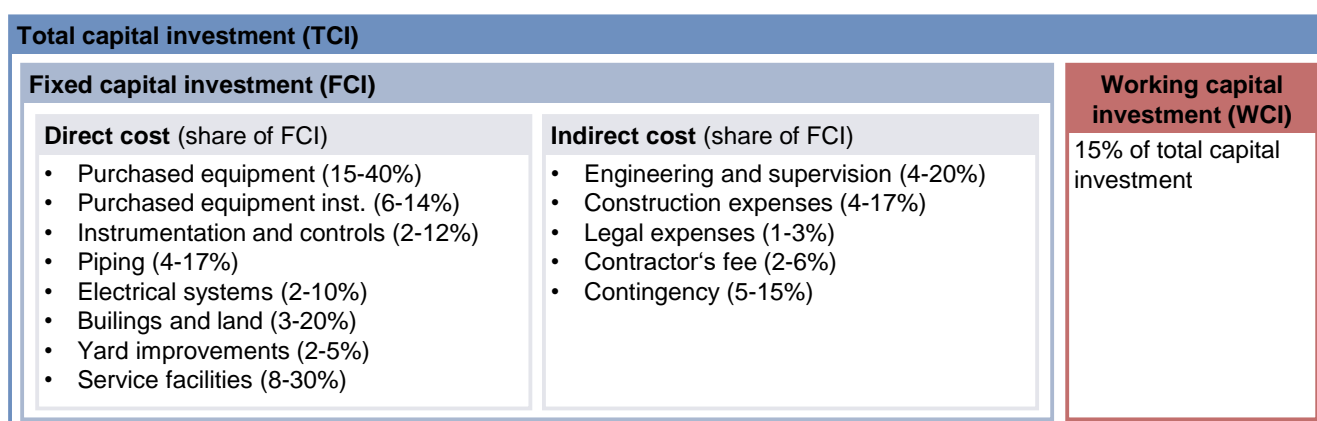 Total capital investment (TCI)
Fixed capital investment (FCI)
Direct cost (share of FCI)
• Purchased equipment (15-40%)
• Purchased equipment inst. (6-14%)
• Instrumentation and controls (2-12%)
• Piping (4-17%)
• Electrical systems (2-10%)
• Builings and land (3-20%)
• Yard improvements (2-5%)
• Service facilities (8-30%)
Indirect cost (share of FCI)
• Engineering and supervision (4-20%)
• Construction expenses (4-17%)
• Legal expenses (1-3%)
• Contractor‘s fee (2-6%)
• Contingency (5-15%)
Working capital
investment (WCI)
15% of total capital
investment